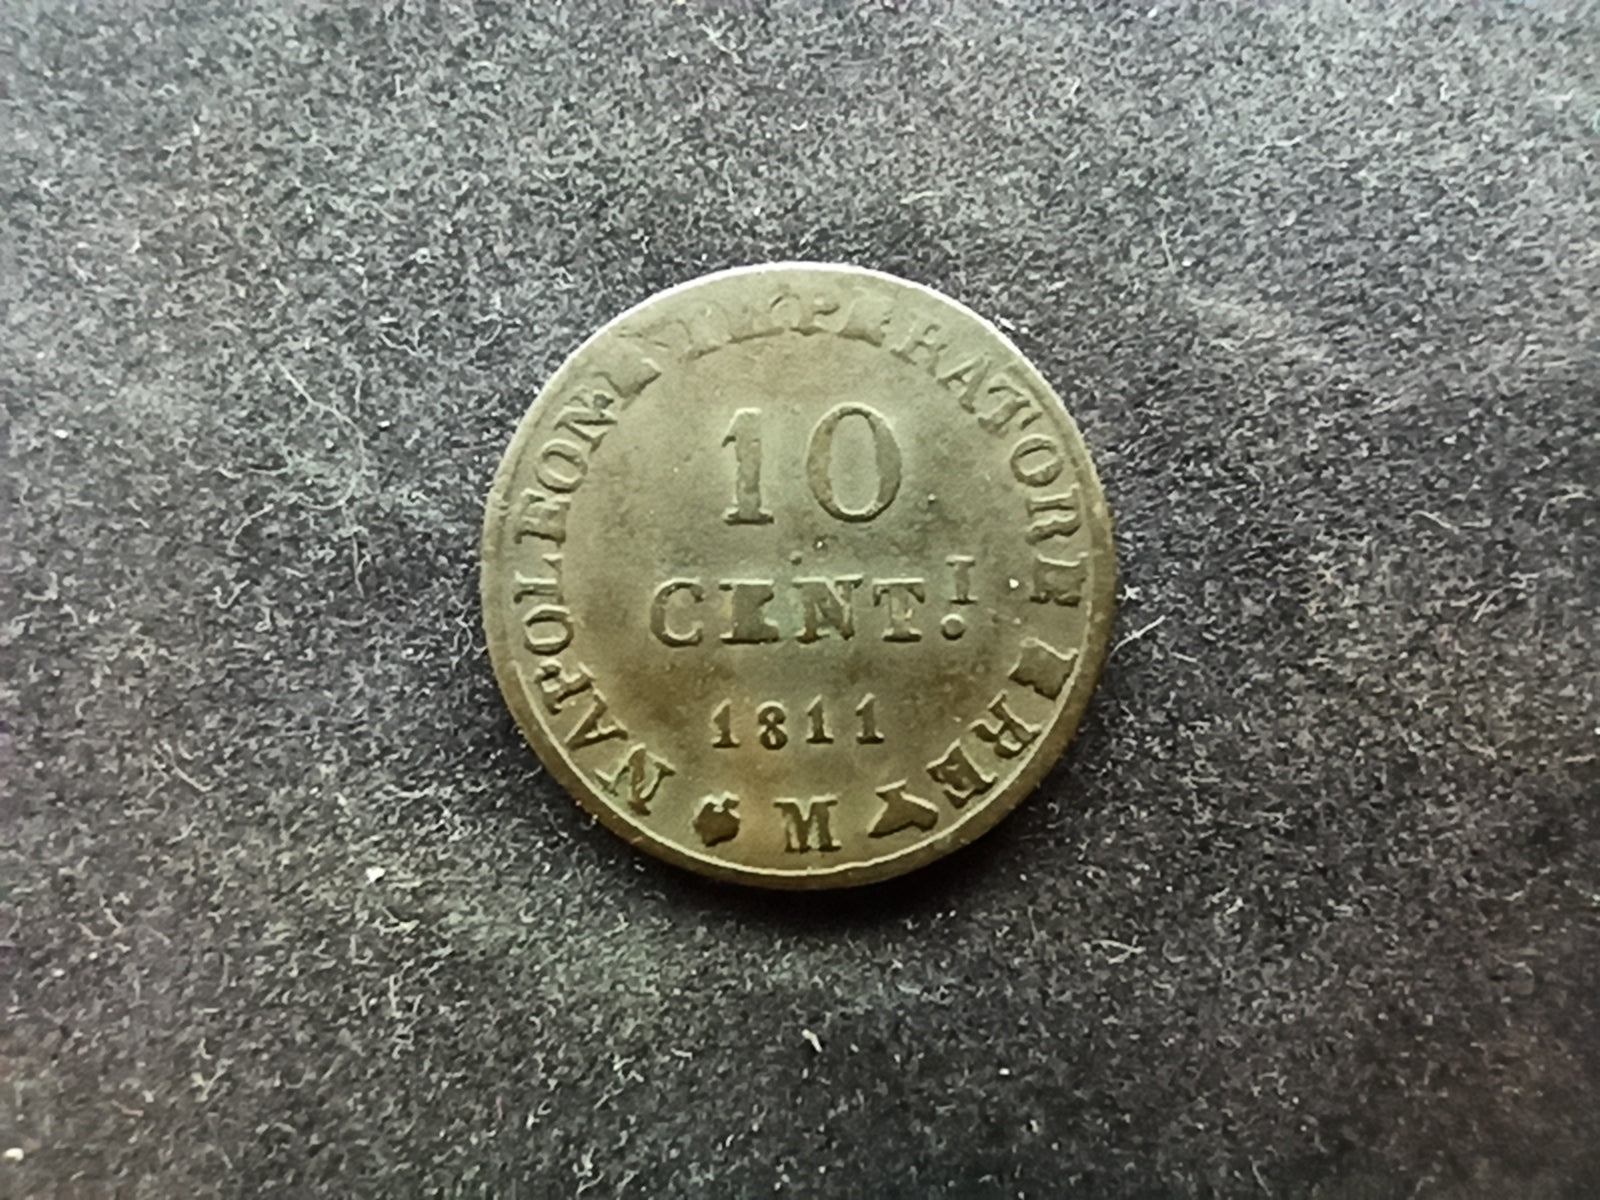 NAPOLEONE IMPERATORE E RE
10
CENT.I
1811
M